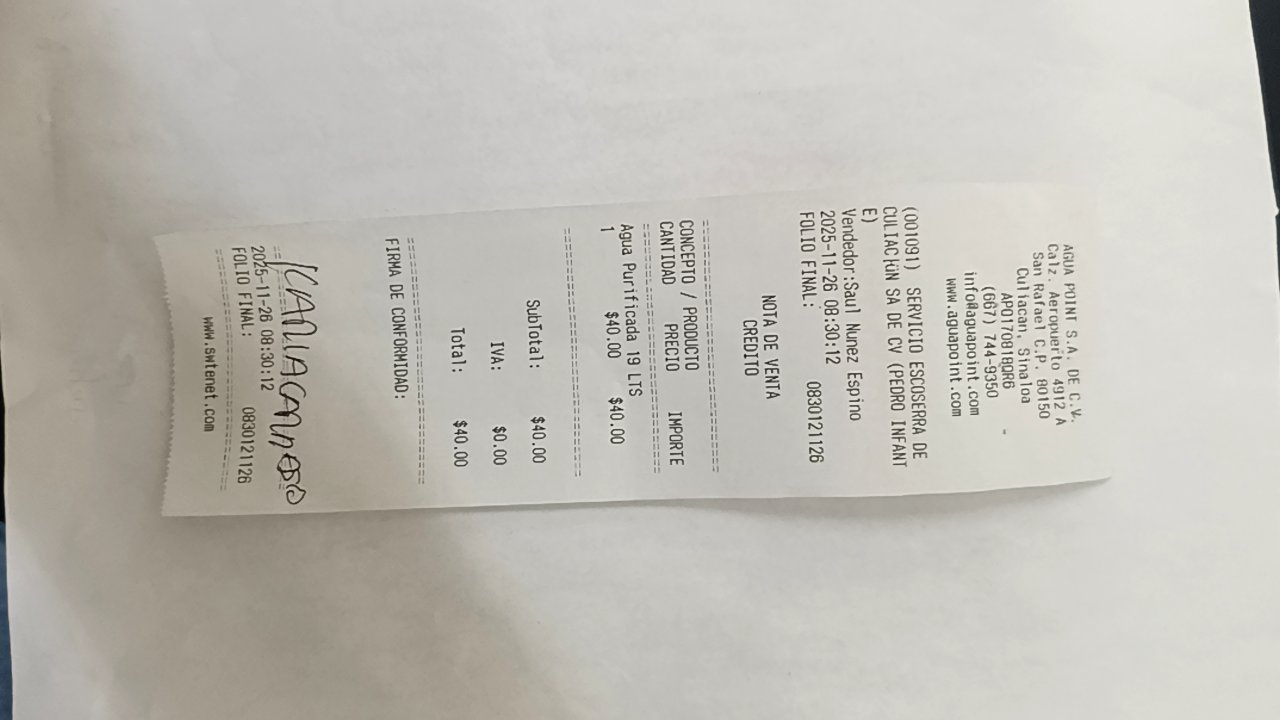 AGUA POINT S.A. DE C.V.
Calz. Aeropuerto 4912 A
San Rafael C.P. 80150
Culiacan, Sinaloa
APO170818QR6
(667) 744-9350
info@aguapoint.com
www.aguapoint.com
(001091) SERVICIO ESCOSERRA DE
CULIAC├üN SA DE CV (PEDRO INFANT
E)
Vendedor:Saul Nunez Espino
2025-11-26 08:30:12
FOLIO FINAL: 0830121126
NOTA DE VENTA
CREDITO
CONCEPTO / PRODUCTO
CANTIDAD PRECIO IMPORTE
Agua Purificada 19 LTS
1 $40.00 $40.00
SubTotal: $40.00
IVA: $0.00
Total: $40.00
FIRMA DE CONFORMIDAD:
2025-11-26 08:30:12
FOLIO FINAL: 0830121126
www.swtenet.com